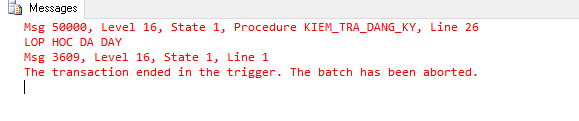 Messages
Msg 50000, Level 16, State 1, Procedure KIEM_TRA_DANG_KY, Line 26
LOP HOC DA DAY
Msg 3609, Level 16, State 1, Line 1
The transaction ended in the trigger. The batch has been aborted.